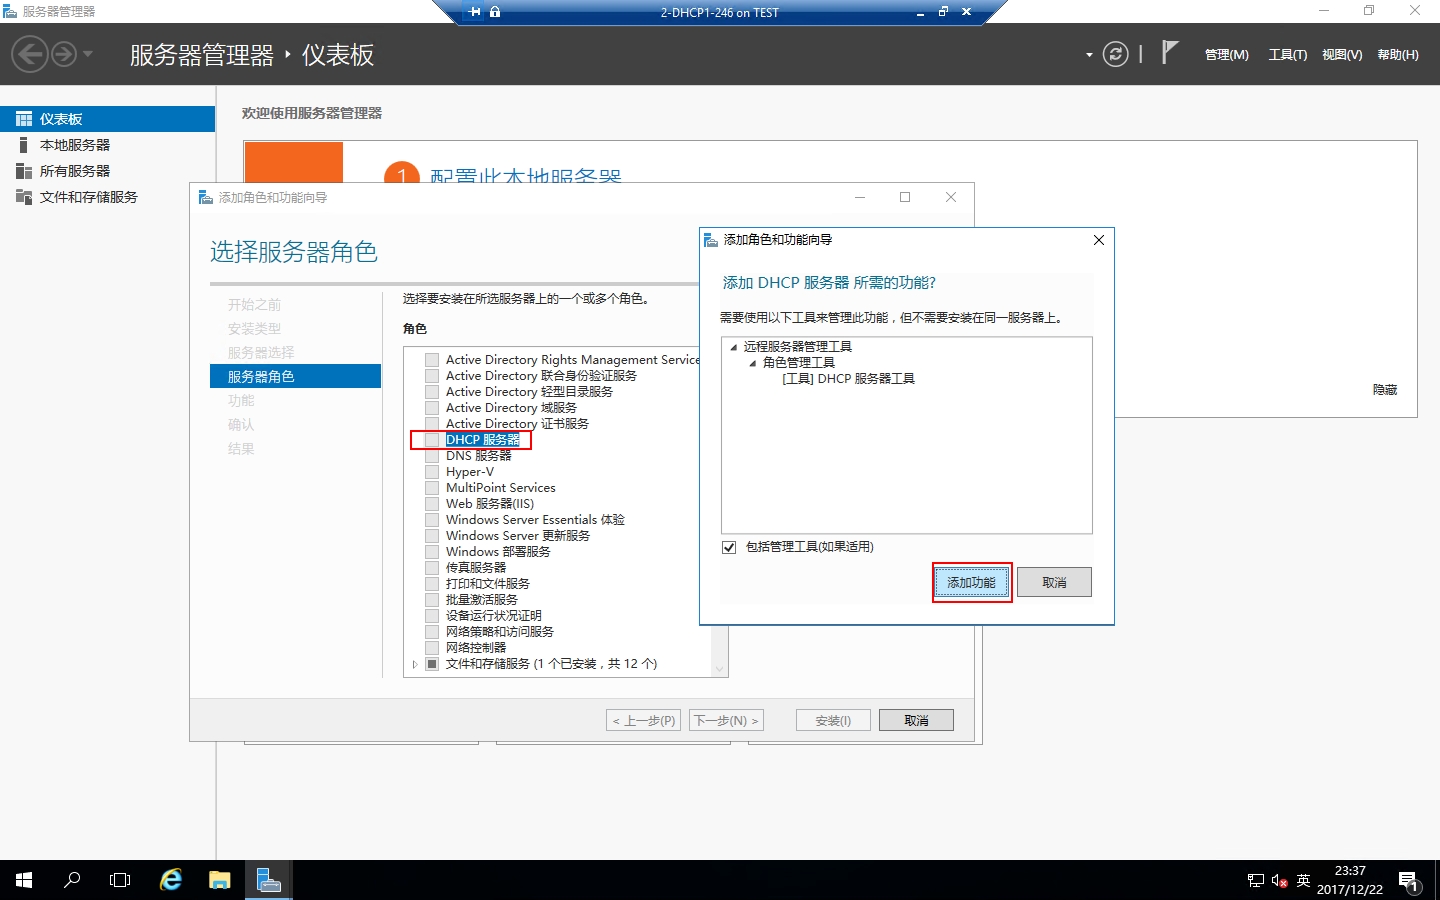 服务器管理器
2-DHCP1-246 on TEST
服务器管理器 · 仪表板
管理(M) 工具(T) 视图(V) 帮助(H)
仪表板
本地服务器
所有服务器
文件和存储服务
欢迎使用服务器管理器
1 配置此本地服务器
隐藏
添加角色和功能向导
选择服务器角色
开始之前
安装类型
服务器选择
服务器角色
功能
确认
结果
选择要安装在所选服务器上的一个或多个角色。
角色
Active Directory Rights Management Service
Active Directory 联合身份验证服务
Active Directory 轻型目录服务
Active Directory 域服务
Active Directory 证书服务
DHCP 服务器
DNS 服务器
Hyper-V
MultiPoint Services
Web 服务器(IIS)
Windows Server Essentials 体验
Windows Server 更新服务
Windows 部署服务
传真服务器
打印和文件服务
批量激活服务
设备运行状况证明
网络策略和访问服务
网络控制器
文件和存储服务 (1 个已安装，共 12 个)
< 上一步(P) 下一步(N) > 安装(I) 取消
添加角色和功能向导
添加 DHCP 服务器 所需的功能?
需要使用以下工具来管理此功能，但不需要安装在同一服务器上。
远程服务器管理工具
角色管理工具
[工具] DHCP 服务器工具
包括管理工具(如果适用)
添加功能 取消
英
23:37
2017/12/22
1